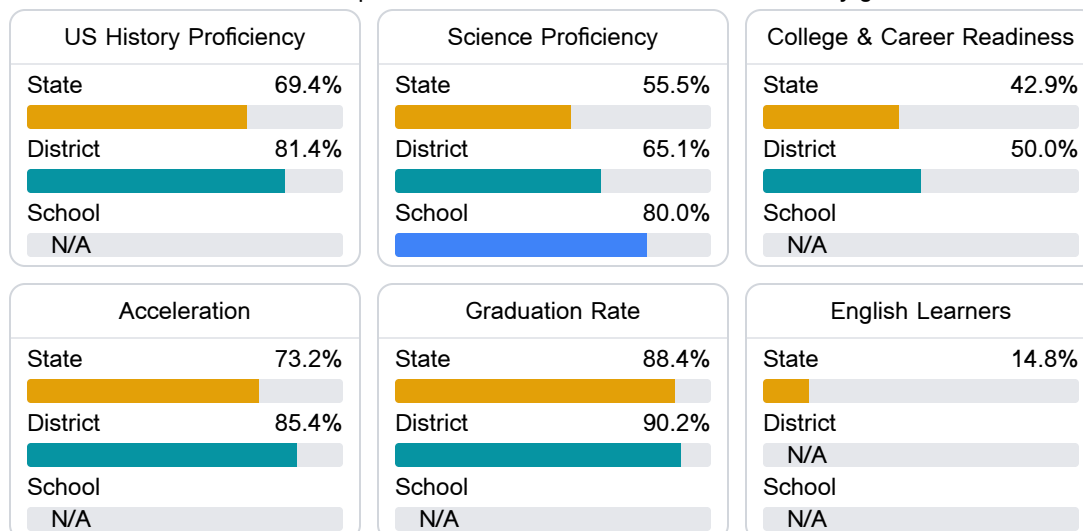 US History Proficiency
State 69.4%
District 81.4%
School
N/A
Science Proficiency
State 55.5%
District 65.1%
School 80.0%
College & Career Readiness
State 42.9%
District 50.0%
School
N/A
Acceleration
State 73.2%
District 85.4%
School
N/A
Graduation Rate
State 88.4%
District 90.2%
School
N/A
English Learners
State 14.8%
District
N/A
School
N/A